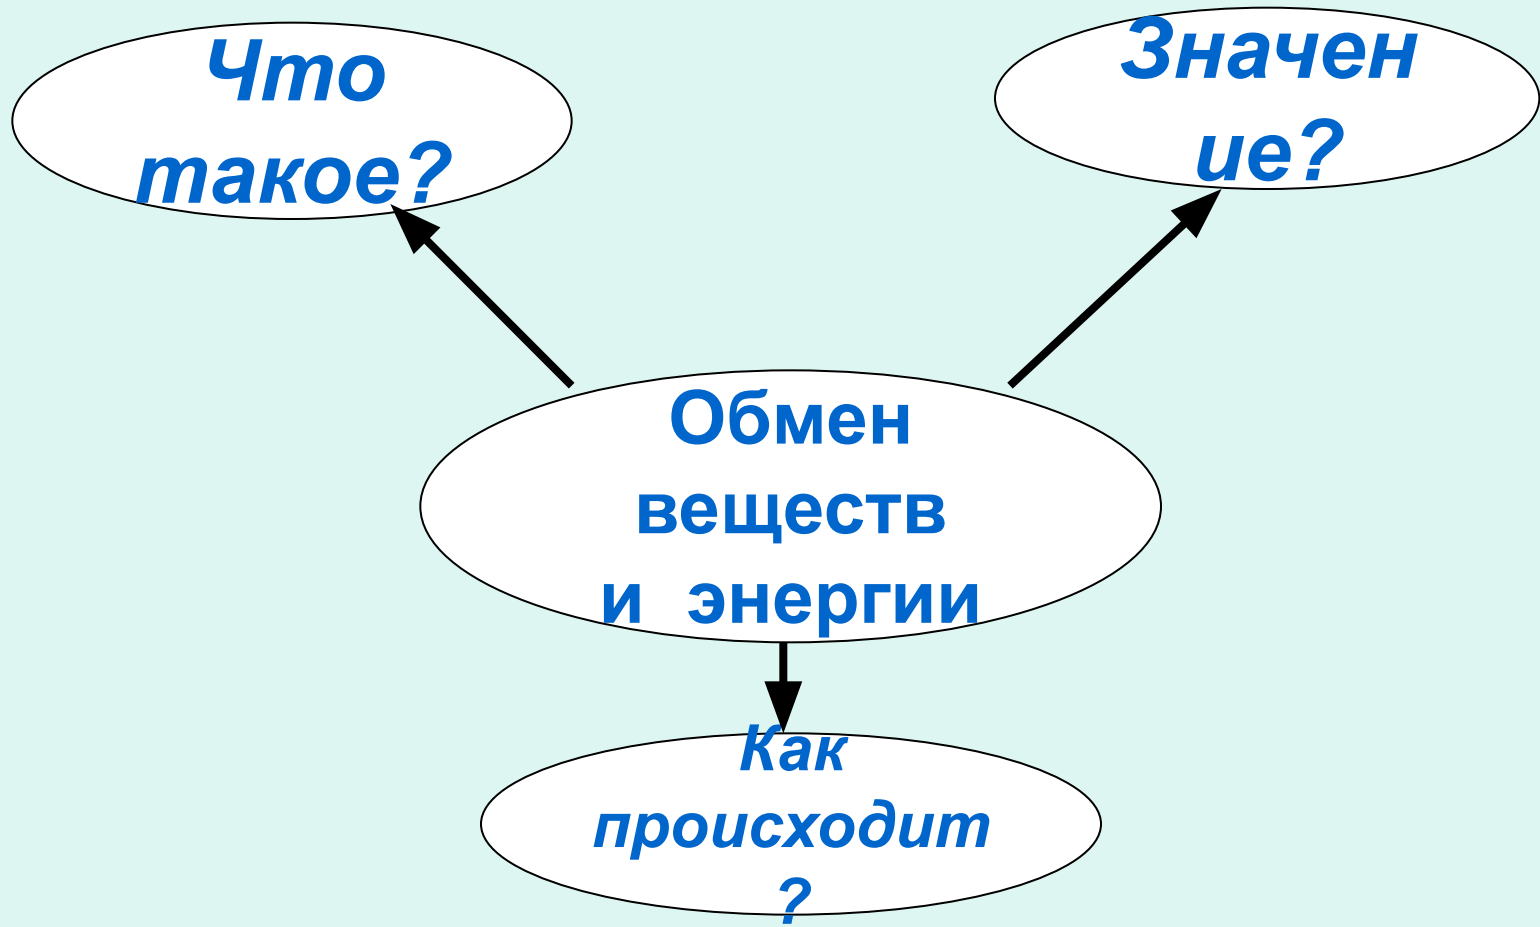 Что
такое?
Значен
ие?
Обмен
веществ
и энергии
Как
происходит
?